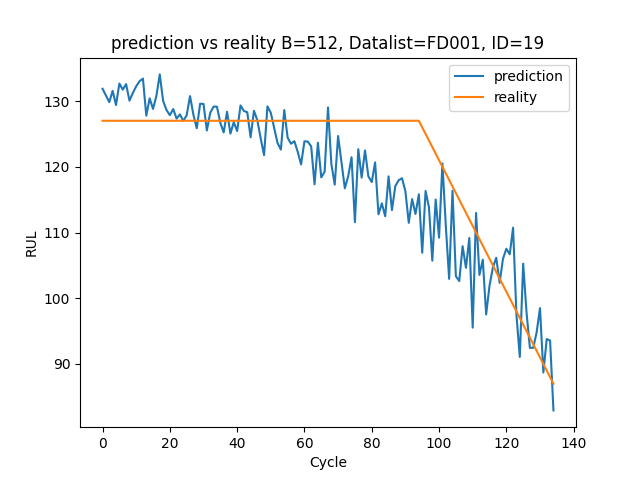 prediction vs reality B=512, Datalist=FD001, ID=19
prediction
reality
RUL
130
120
110
100
90
0 20 40 60 80 100 120 140
Cycle